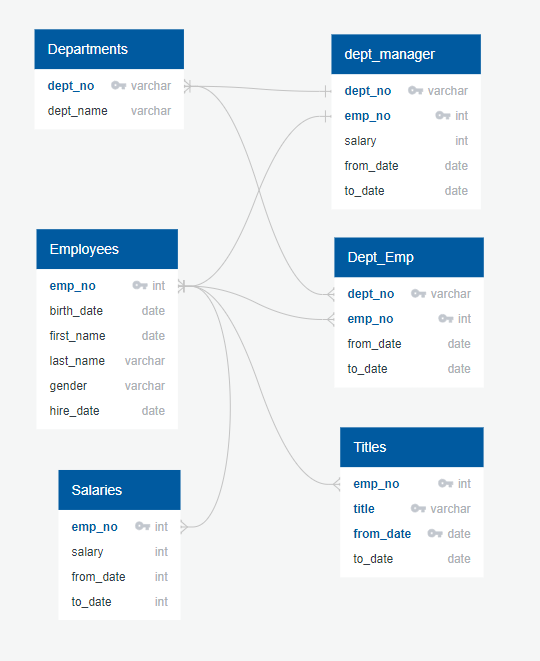 Departments
dept_no varchar
dept_name varchar
dept_manager
dept_no varchar
emp_no int
salary int
from_date date
to_date date
Employees
emp_no int
birth_date date
first_name date
last_name varchar
gender varchar
hire_date date
Dept_Emp
dept_no varchar
emp_no int
from_date date
to_date date
Salaries
emp_no int
salary int
from_date int
to_date int
Titles
emp_no int
title varchar
from_date date
to_date date